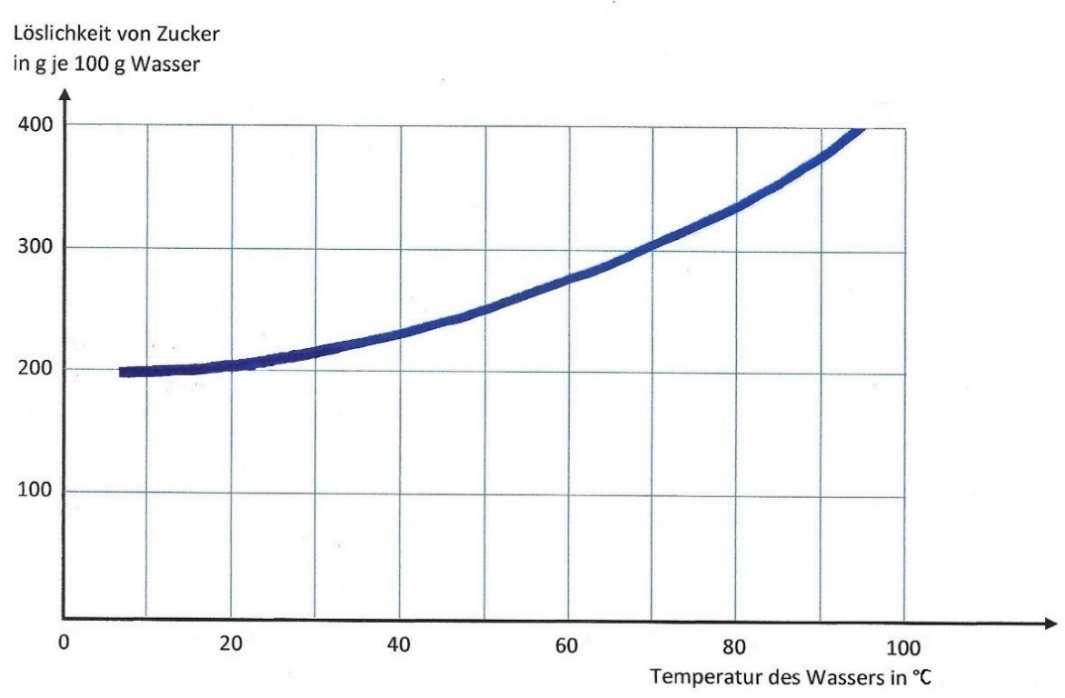 Löslichkeit von Zucker
in g je 100 g Wasser
400
300
200
100
0 20 40 60 80 100
Temperatur des Wassers in °C